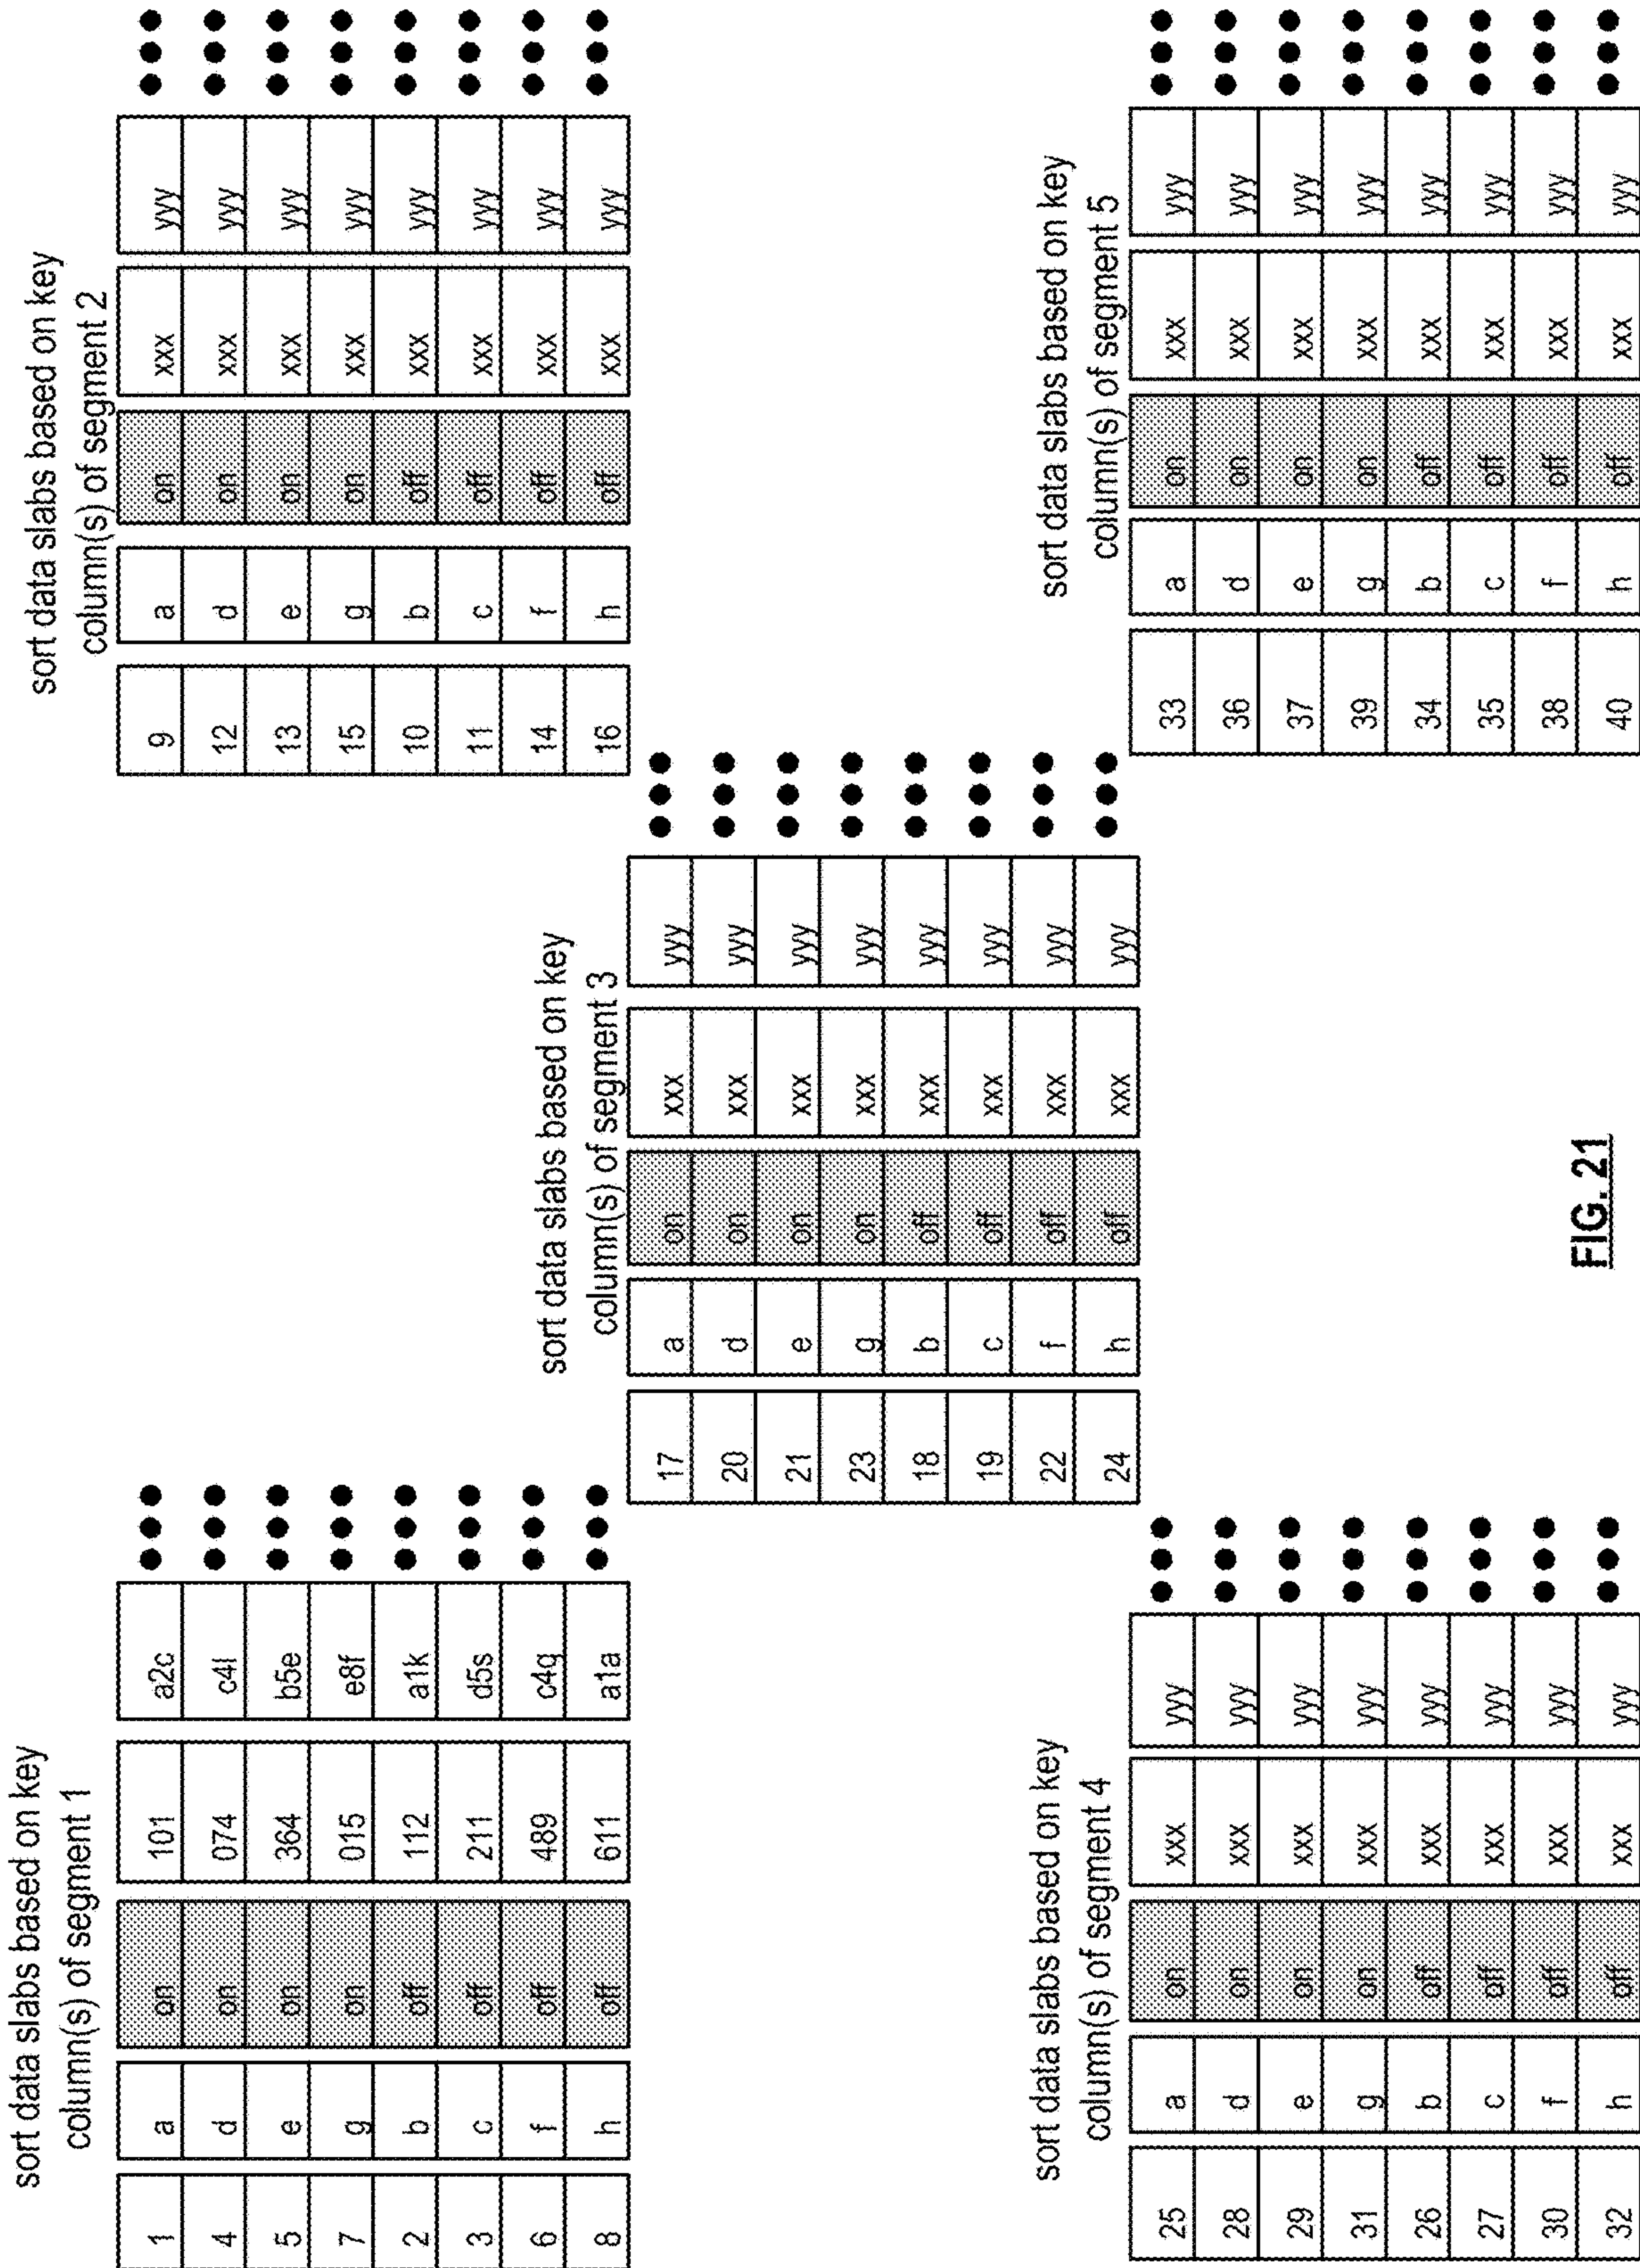 sort data slabs based on key
column(s) of segment 1
1 a on 101 a2c
4 d on 074 c4l
5 e on 364 b5e
7 g on 015 e8f
2 b off 112 a1k
3 c off 211 d5s
6 f off 489 c4q
8 h off 611 a1a
sort data slabs based on key
column(s) of segment 2
9 a on xxx yyy
12 d on xxx yyy
13 e on xxx yyy
15 g on xxx yyy
10 b off xxx yyy
11 c off xxx yyy
14 f off xxx yyy
16 h off xxx yyy
sort data slabs based on key
column(s) of segment 3
17 a on xxx yyy
20 d on xxx yyy
21 e on xxx yyy
23 g on xxx yyy
18 b off xxx yyy
19 c off xxx yyy
22 f off xxx yyy
24 h off xxx yyy
sort data slabs based on key
column(s) of segment 4
25 a on xxx yyy
28 d on xxx yyy
29 e on xxx yyy
31 g on xxx yyy
26 b off xxx yyy
27 c off xxx yyy
30 f off xxx yyy
32 h off xxx yyy
sort data slabs based on key
column(s) of segment 5
33 a on xxx yyy
36 d on xxx yyy
37 e on xxx yyy
39 g on xxx yyy
34 b off xxx yyy
35 c off xxx yyy
38 f off xxx yyy
40 h off xxx yyy
FIG. 21